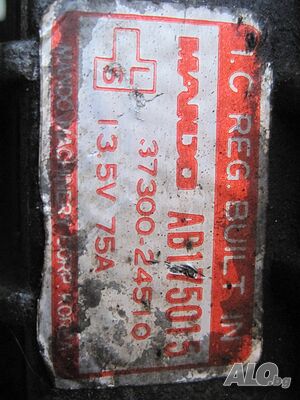 I.C REG. BUILT IN
MANDO AB175015
37300-24510
13.5V 75A
MANDO MACHINERY CORP KOREA
ALO.bg